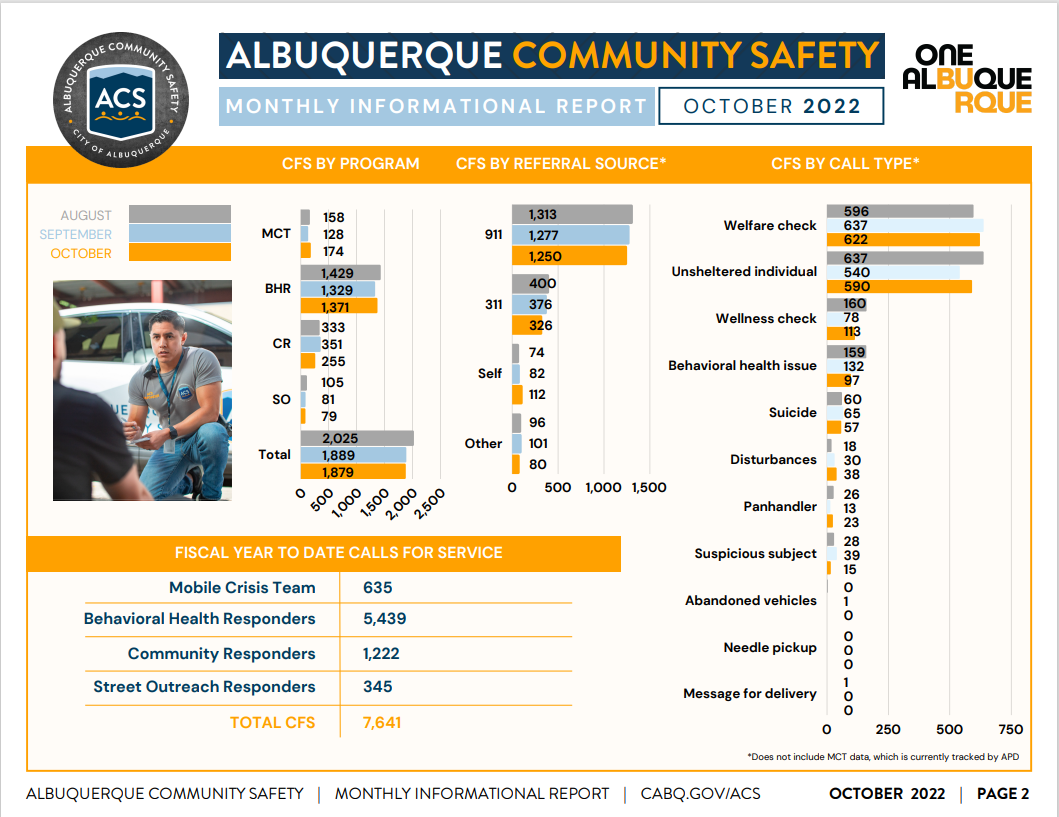 ALBUQUERQUE COMMUNITY SAFETY
CITY OF ALBUQUERQUE
ACS
ALBUQUERQUE COMMUNITY SAFETY
MONTHLY INFORMATIONAL REPORT
OCTOBER 2022
ONE
ALBUQUE
RQUE
CFS BY PROGRAM
CFS BY REFERRAL SOURCE*
CFS BY CALL TYPE*
AUGUST
SEPTEMBER
OCTOBER
MCT
158
128
174
BHR
1,429
1,329
1,371
CR
333
351
255
SO
105
81
79
Total
2,025
1,889
1,879
0
500
1,000
1,500
2,000
2,500
911
1,313
1,277
1,250
311
400
376
326
Self
74
82
112
Other
96
101
80
0
500
1,000
1,500
Welfare check
596
637
622
Unsheltered individual
637
540
590
Wellness check
160
78
113
Behavioral health issue
159
132
97
Suicide
60
65
57
Disturbances
18
30
38
Panhandler
26
13
23
Suspicious subject
28
39
15
Abandoned vehicles
0
1
0
Needle pickup
0
0
0
Message for delivery
1
0
0
0
250
500
750
*Does not include MCT data, which is currently tracked by APD
FISCAL YEAR TO DATE CALLS FOR SERVICE
Mobile Crisis Team 635
Behavioral Health Responders 5,439
Community Responders 1,222
Street Outreach Responders 345
TOTAL CFS 7,641
ALBUQUERQUE COMMUNITY SAFETY | MONTHLY INFORMATIONAL REPORT | CABQ.GOV/ACS
OCTOBER 2022 | PAGE 2